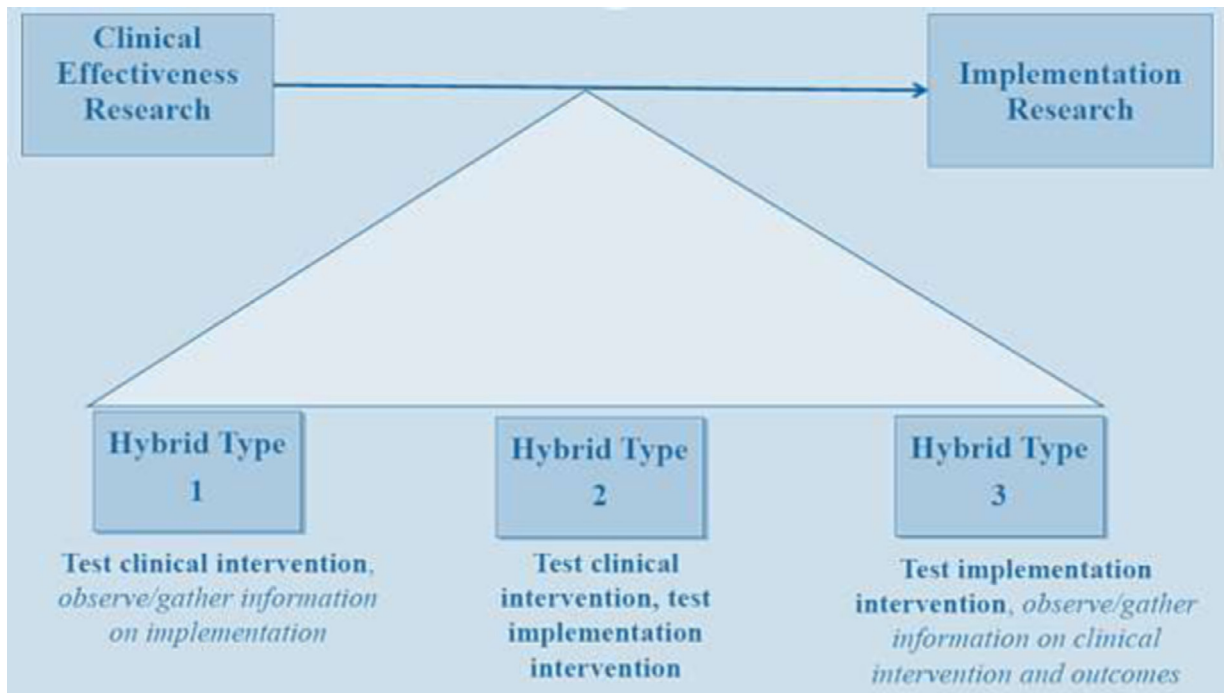 Clinical
Effectiveness
Research
Implementation
Research
Hybrid Type
1
Test clinical intervention,
observe/gather information
on implementation
Hybrid Type
2
Test clinical
intervention, test
implementation
intervention
Hybrid Type
3
Test implementation
intervention, observe/gather
information on clinical
intervention and outcomes